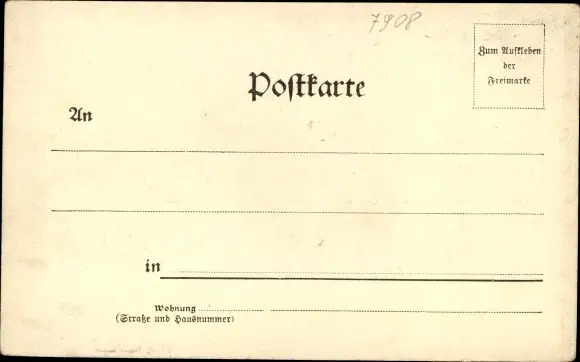 7908
Zum Aufkleben
der
Freimarke
Postkarte
An
in
Wohnung
(Straße und Hausnummer)